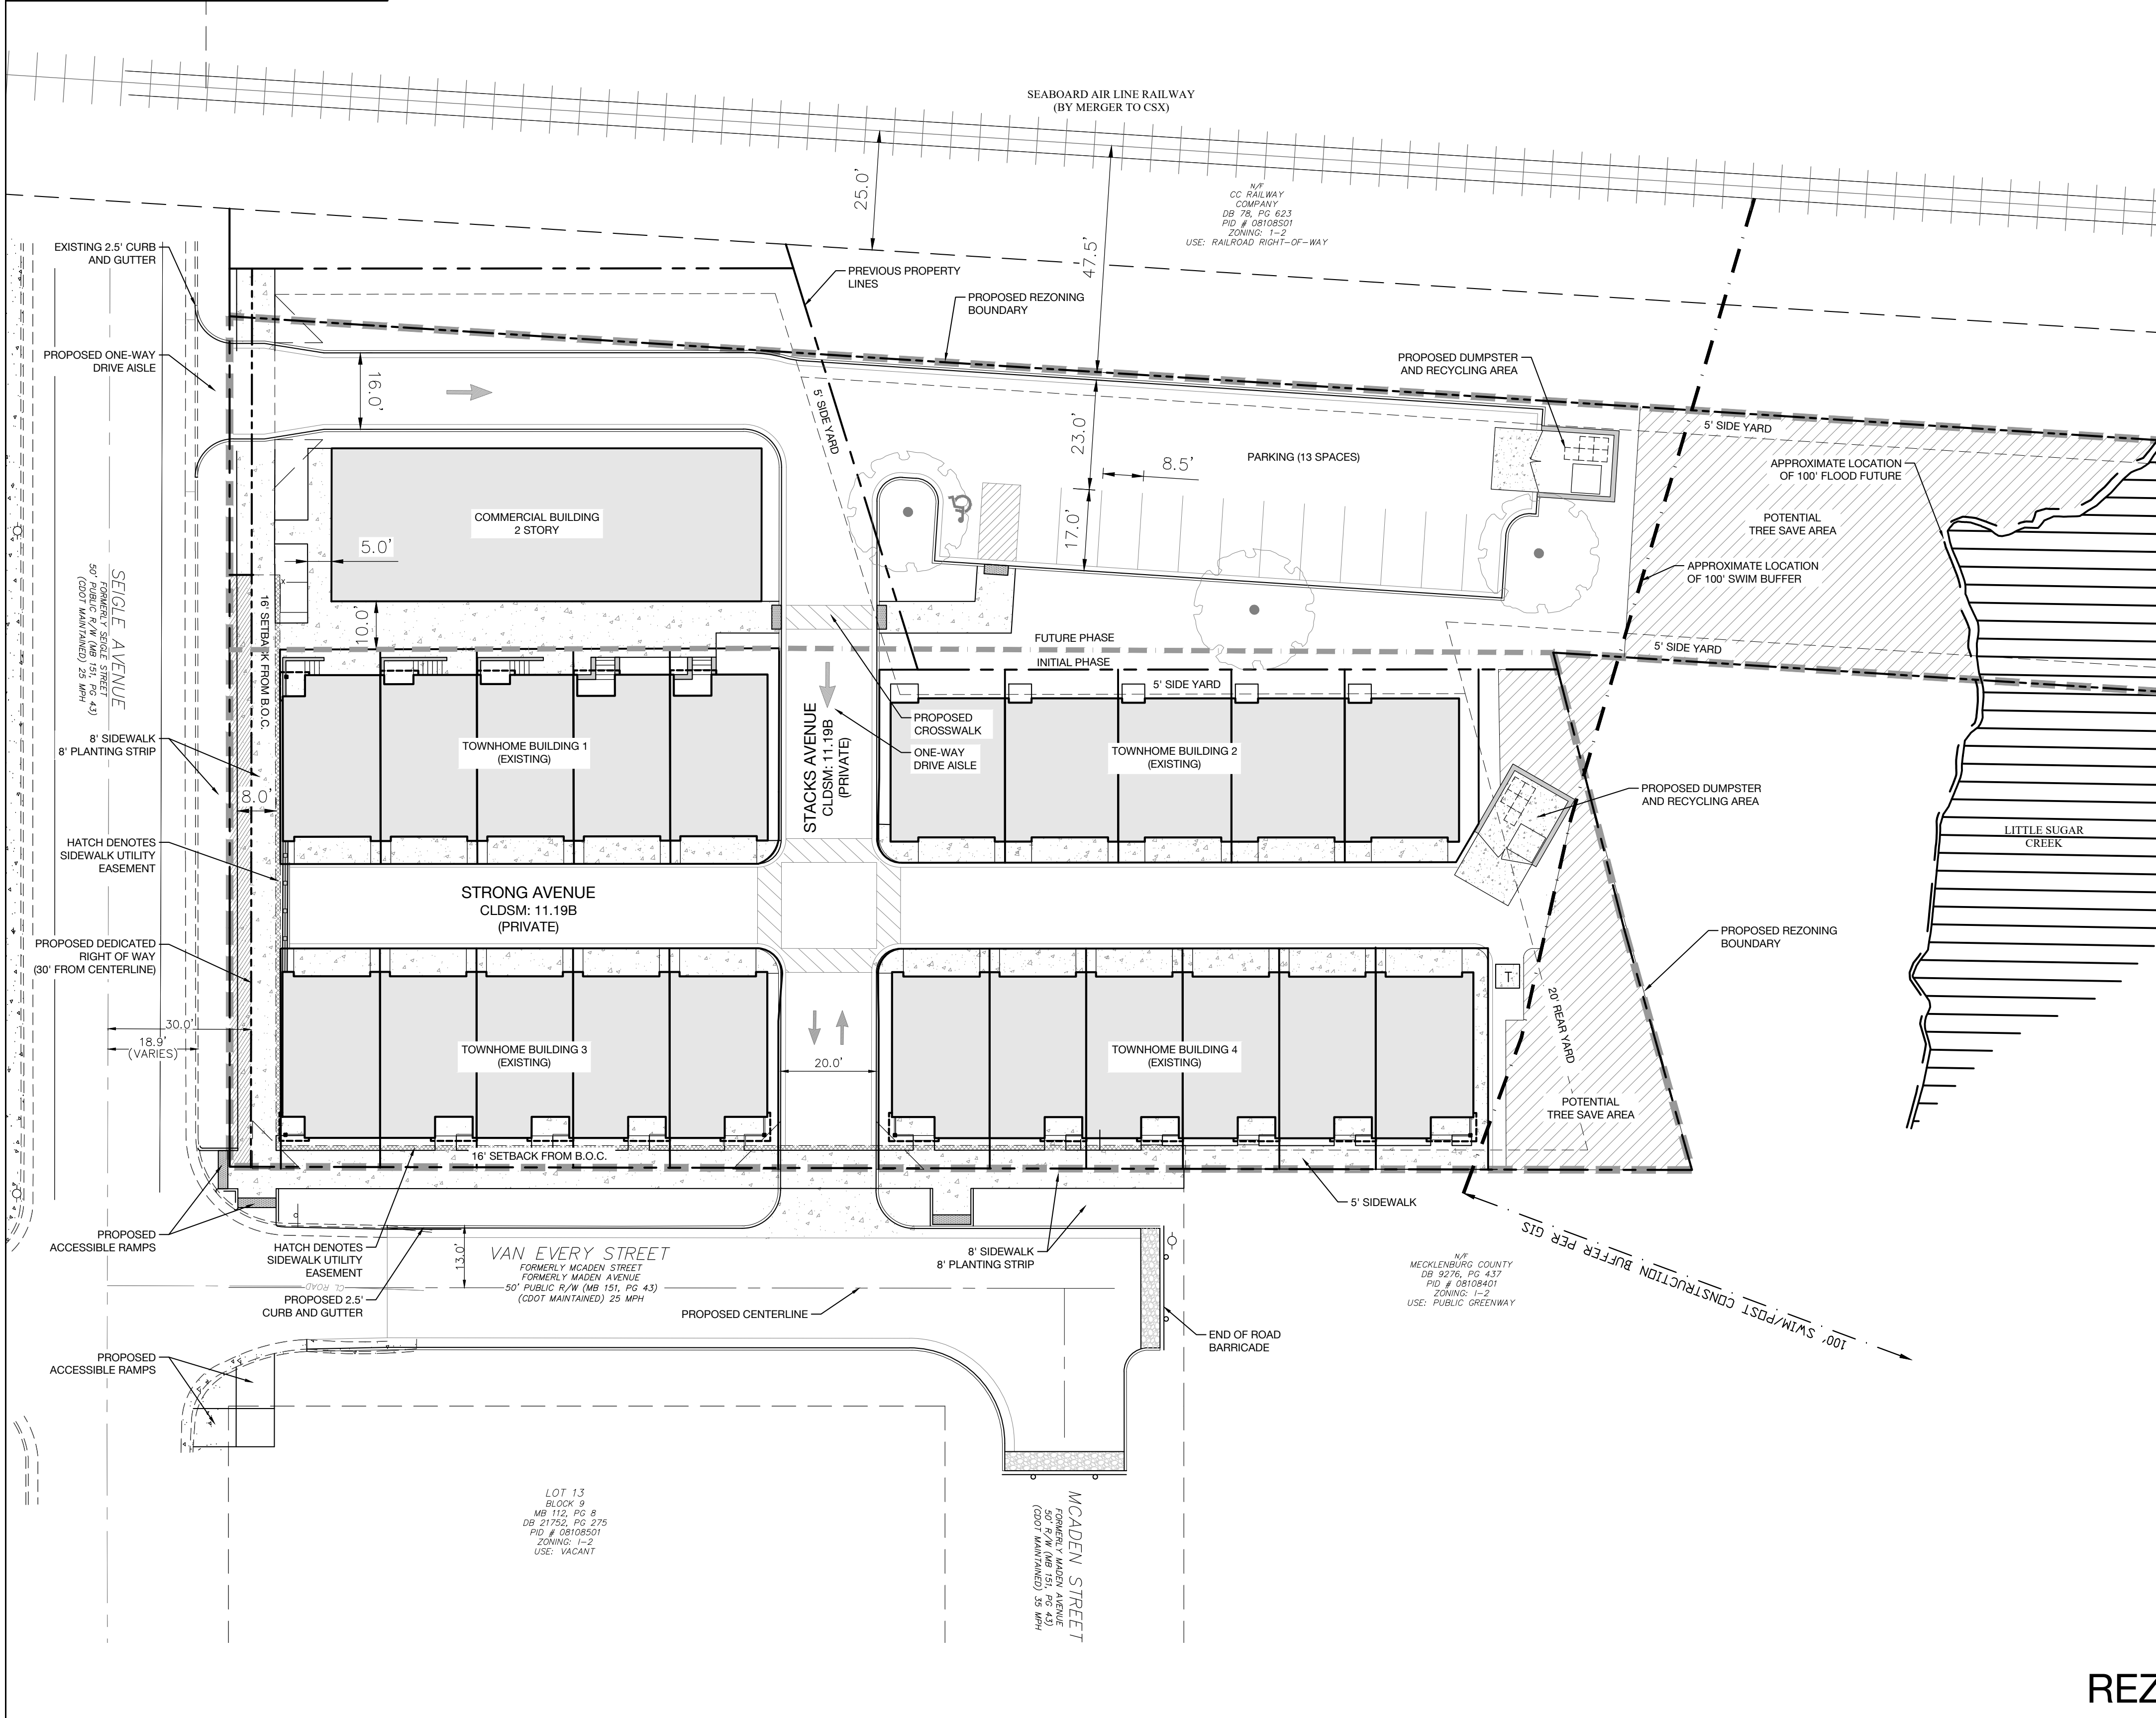 SEABOARD AIR LINE RAILWAY
(BY MERGER TO CSX)
25.0'
47.5'
N/F
CC RAILWAY
COMPANY
DB 78, PG 623
PID # 08108S01
ZONING: 1-2
USE: RAILROAD RIGHT-OF-WAY
EXISTING 2.5' CURB
AND GUTTER
PREVIOUS PROPERTY
LINES
PROPOSED REZONING
BOUNDARY
PROPOSED ONE-WAY
DRIVE AISLE
16.0'
PROPOSED DUMPSTER
AND RECYCLING AREA
5' SIDE YARD
23.0'
8.5'
17.0'
PARKING (13 SPACES)
5' SIDE YARD
APPROXIMATE LOCATION
OF 100' FLOOD FUTURE
POTENTIAL
TREE SAVE AREA
APPROXIMATE LOCATION
OF 100' SWIM BUFFER
COMMERCIAL BUILDING
2 STORY
5.0'
10.0'
SEIGLE AVENUE
FORMERLY SEIGLE STREET
50' PUBLIC R/W (MB 151, PG 43)
(CDOT MAINTAINED) 25 MPH
16' SETBACK FROM B.O.C.
FUTURE PHASE
INITIAL PHASE
5' SIDE YARD
5' SIDE YARD
8' SIDEWALK
8' PLANTING STRIP
8.0'
TOWNHOME BUILDING 1
(EXISTING)
STACKS AVENUE
CLDSM: 11.19B
(PRIVATE)
PROPOSED
CROSSWALK
ONE-WAY
DRIVE AISLE
TOWNHOME BUILDING 2
(EXISTING)
PROPOSED DUMPSTER
AND RECYCLING AREA
LITTLE SUGAR
CREEK
HATCH DENOTES
SIDEWALK UTILITY
EASEMENT
STRONG AVENUE
CLDSM: 11.19B
(PRIVATE)
PROPOSED DEDICATED
RIGHT OF WAY
(30' FROM CENTERLINE)
PROPOSED REZONING
BOUNDARY
T
20' REAR YARD
30.0'
18.9'
(VARIES)
TOWNHOME BUILDING 3
(EXISTING)
20.0'
TOWNHOME BUILDING 4
(EXISTING)
POTENTIAL
TREE SAVE AREA
16' SETBACK FROM B.O.C.
5' SIDEWALK
100' SWIM/POST CONSTRUCTION BUFFER PER GIS
PROPOSED
ACCESSIBLE RAMPS
HATCH DENOTES
SIDEWALK UTILITY
EASEMENT
13.0'
VAN EVERY STREET
FORMERLY MCADEN STREET
FORMERLY MADEN AVENUE
50' PUBLIC R/W (MB 151, PG 43)
(CDOT MAINTAINED) 25 MPH
8' SIDEWALK
8' PLANTING STRIP
N/F
MECKLENBURG COUNTY
DB 9276, PG 437
PID # 08108401
ZONING: I-2
USE: PUBLIC GREENWAY
CL ROAD
PROPOSED 2.5'
CURB AND GUTTER
PROPOSED CENTERLINE
END OF ROAD
BARRICADE
PROPOSED
ACCESSIBLE RAMPS
LOT 13
BLOCK 9
MB 112, PG 8
DB 21752, PG 275
PID # 08108501
ZONING: I-2
USE: VACANT
MCADEN STREET
FORMERLY MADEN AVENUE
50' R/W (MB 151, PG 43)
(CDOT MAINTAINED) 35 MPH
REZ